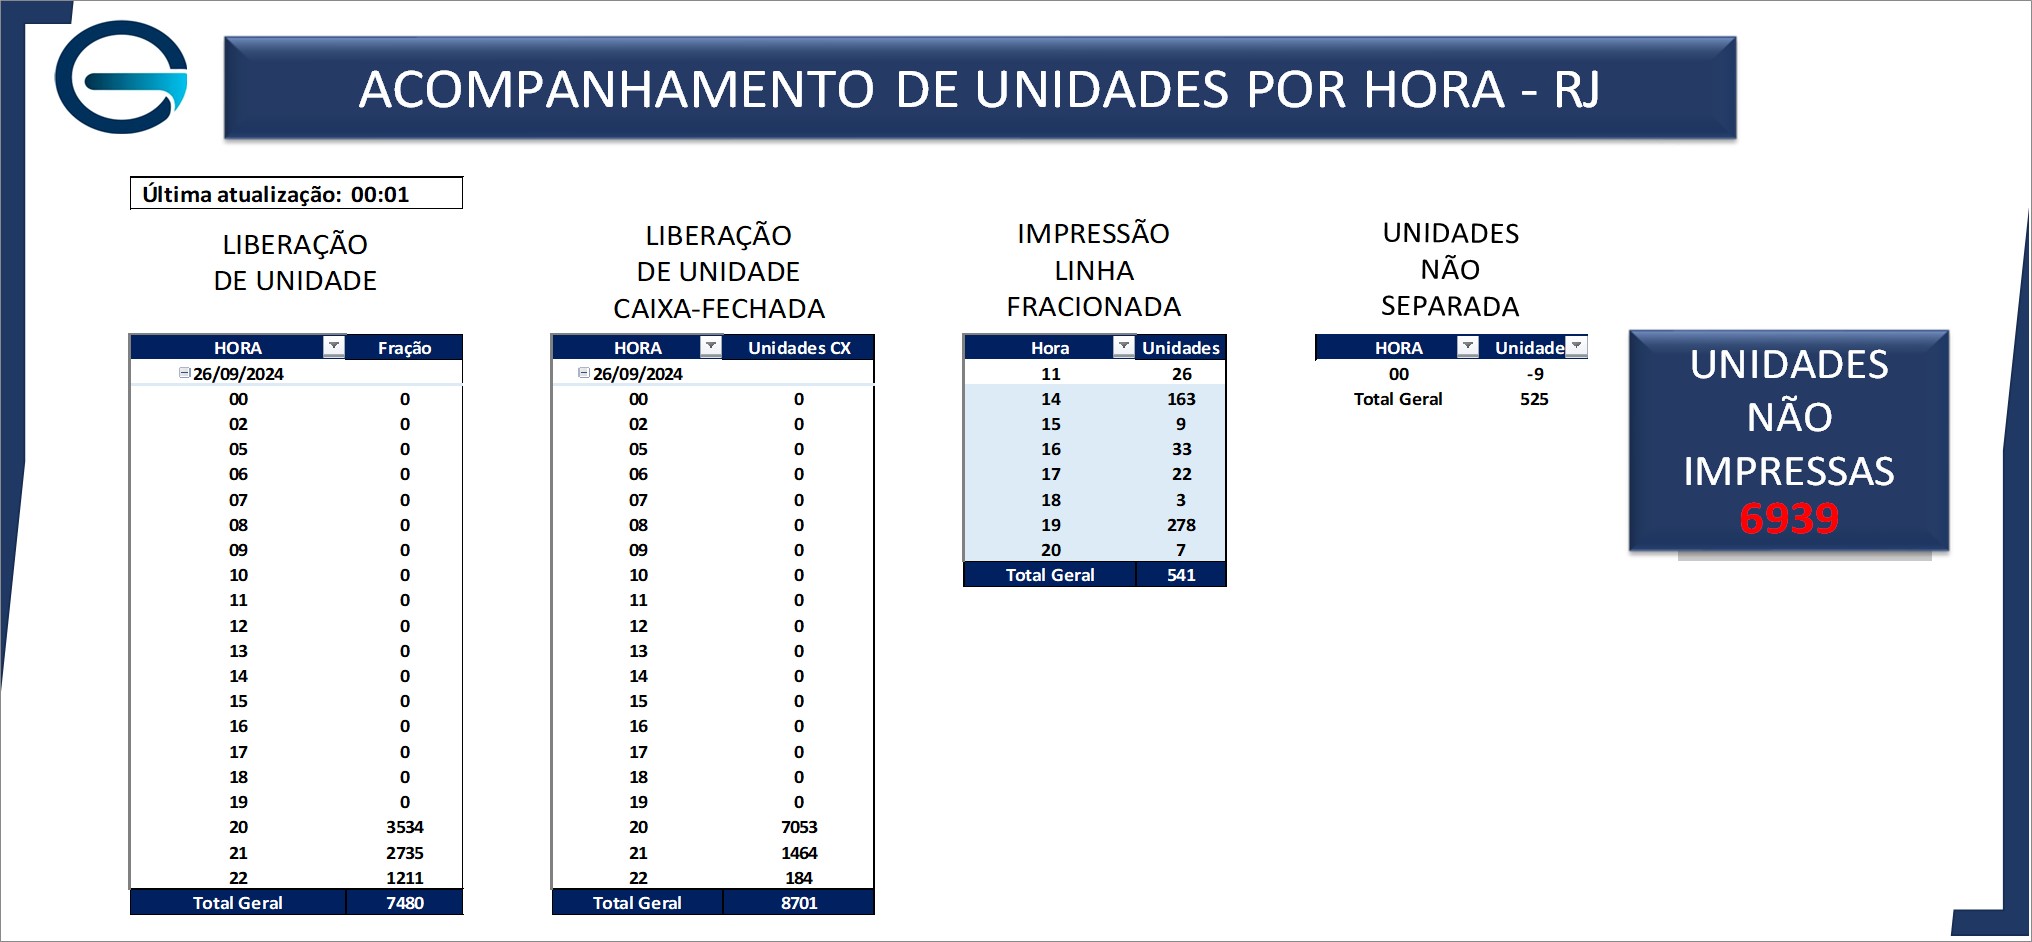 ACOMPANHAMENTO DE UNIDADES POR HORA - RJ
Última atualização: 00:01
LIBERAÇÃO
DE UNIDADE
HORA Fração
26/09/2024
00 0
02 0
05 0
06 0
07 0
08 0
09 0
10 0
11 0
12 0
13 0
14 0
15 0
16 0
17 0
18 0
19 0
20 3534
21 2735
22 1211
Total Geral 7480
LIBERAÇÃO
DE UNIDADE
CAIXA-FECHADA
HORA Unidades CX
26/09/2024
00 0
02 0
05 0
06 0
07 0
08 0
09 0
10 0
11 0
12 0
13 0
14 0
15 0
16 0
17 0
18 0
19 0
20 7053
21 1464
22 184
Total Geral 8701
IMPRESSÃO
LINHA
FRACIONADA
Hora Unidades
11 26
14 163
15 9
16 33
17 22
18 3
19 278
20 7
Total Geral 541
UNIDADES
NÃO
SEPARADA
HORA Unidade
00 -9
Total Geral 525
UNIDADES
NÃO
IMPRESSAS
6939